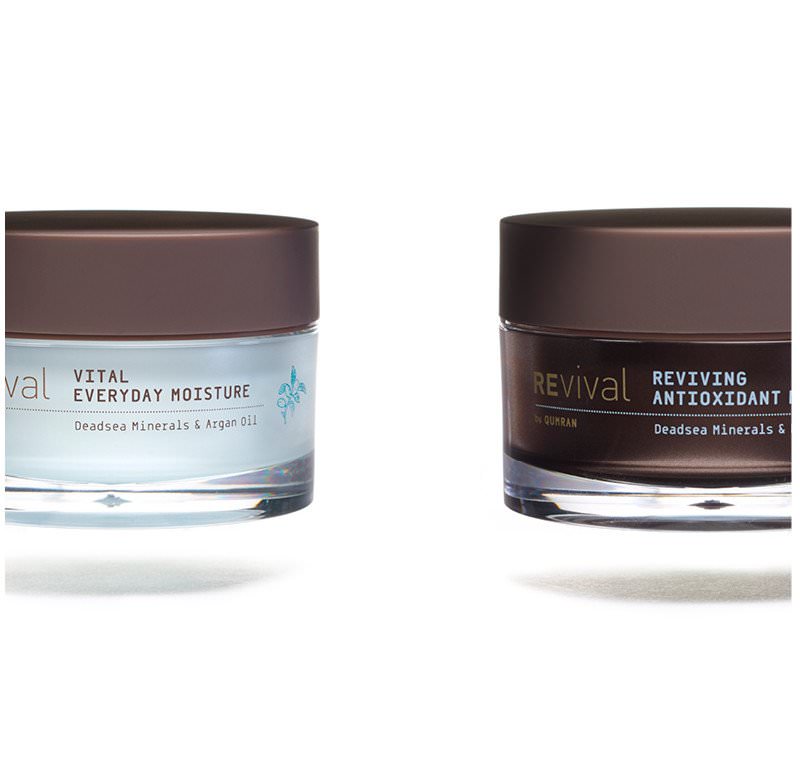 val
VITAL
EVERYDAY MOISTURE
Deadsea Minerals & Argan Oil
REvival
by QUMRAN
REVIVING
ANTIOXIDANT
Deadsea Minerals &